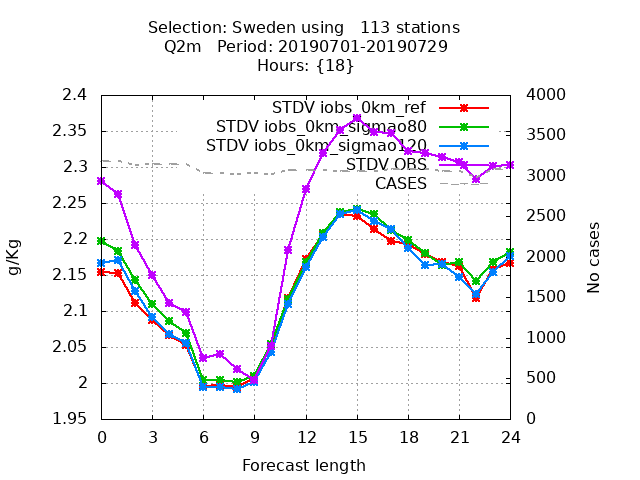 Selection: Sweden using   113 stations
Q2m   Period: 20190701-20190729
Hours: {18}
STDV iobs_0km_ref
STDV iobs_0km_sigmao80
STDV iobs_0km_sigmao120
STDV OBS
CASES
2.4
2.35
2.3
2.25
2.2
2.15
2.1
2.05
2
1.95
g/Kg
4000
3500
3000
2500
2000
1500
1000
500
0
No cases
0 3 6 9 12 15 18 21 24
Forecast length